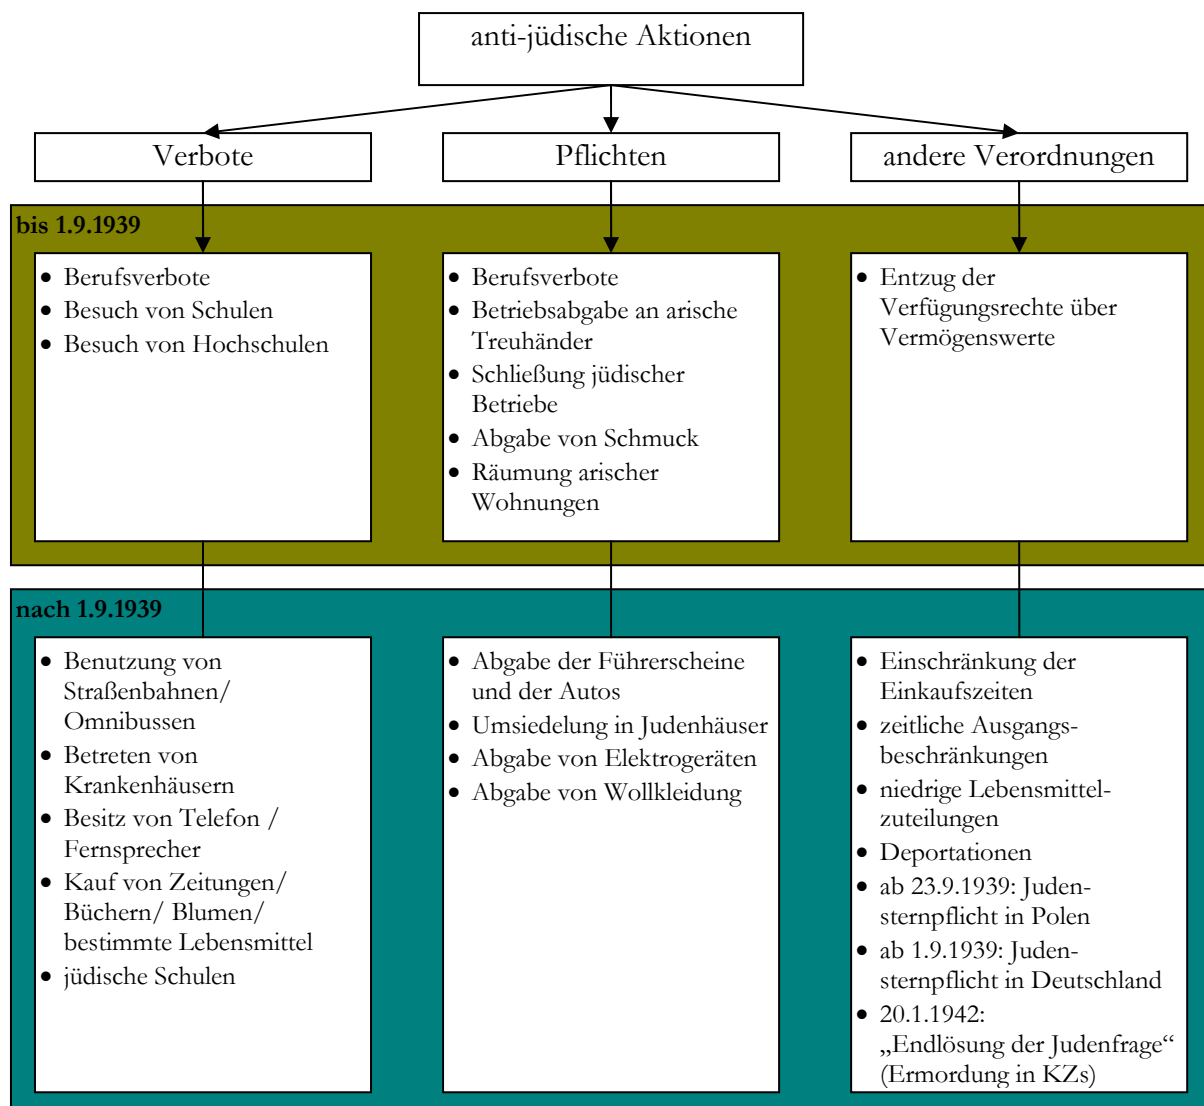 anti-jüdische Aktionen
Verbote
Pflichten
andere Verordnungen
bis 1.9.1939
• Berufsverbote
• Besuch von Schulen
• Besuch von Hochschulen
• Berufsverbote
• Betriebsabgabe an arische
Treuhänder
• Schließung jüdischer
Betriebe
• Abgabe von Schmuck
• Räumung arischer
Wohnungen
• Entzug der
Verfügungsrechte über
Vermögenswerte
nach 1.9.1939
• Benutzung von
Straßenbahnen/
Omnibussen
• Betreten von
Krankenhäusern
• Besitz von Telefon /
Fernsprecher
• Kauf von Zeitungen/
Büchern/ Blumen/
bestimmte Lebensmittel
• jüdische Schulen
• Abgabe der Führerscheine
und der Autos
• Umsiedelung in Judenhäuser
• Abgabe von Elektrogeräten
• Abgabe von Wollkleidung
• Einschränkung der
Einkaufszeiten
• zeitliche Ausgangs-
beschränkungen
• niedrige Lebensmittel-
zuteilungen
• Deportationen
• ab 23.9.1939: Juden-
sternpflicht in Polen
• ab 1.9.1939: Juden-
sternpflicht in Deutschland
• 20.1.1942:
„Endlösung der Judenfrage“
(Ermordung in KZs)